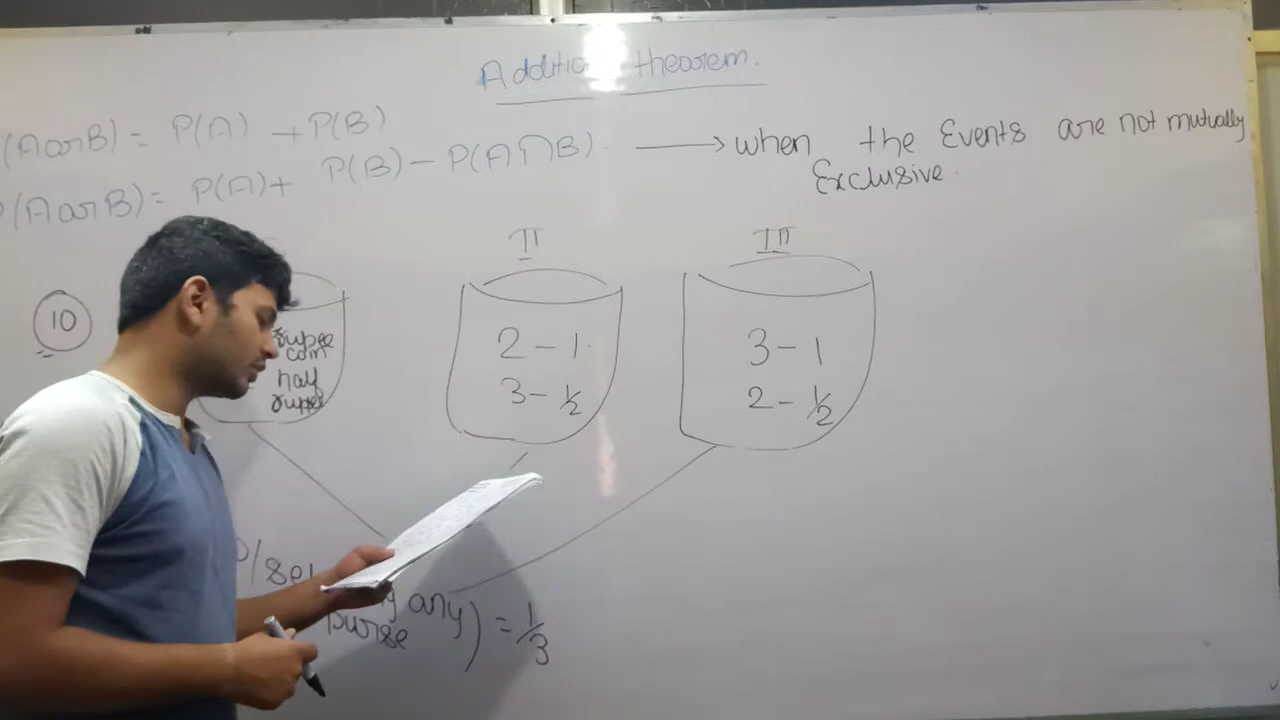 Addition theorem.
(A or B) = P(A) + P(B)
P(A or B) = P(A) + P(B) - P(A∩B) → when the Events are not mutually
Exclusive.
II
III
10
rupee
coin
half
rupee
2 - 1
3 - 1/2
3 - 1
2 - 1/2
any
purse) = 1/3